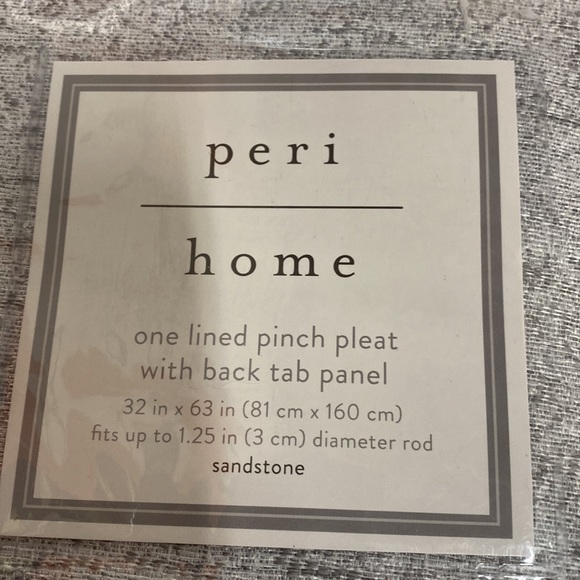 peri
home
one lined pinch pleat
with back tab panel
32 in x 63 in (81 cm x 160 cm)
fits up to 1.25 in (3 cm) diameter rod
sandstone